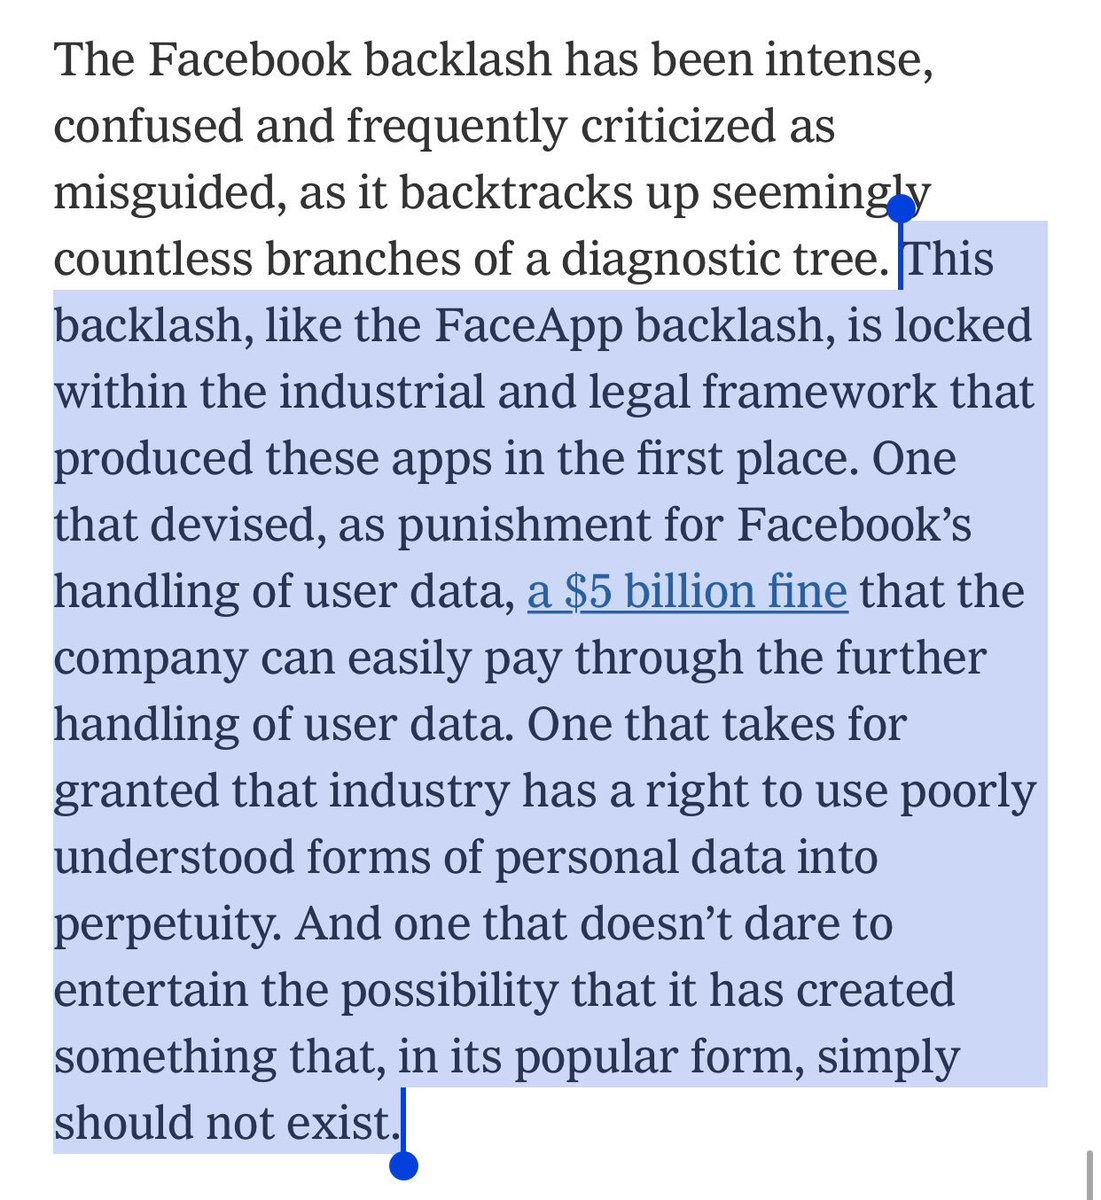 The Facebook backlash has been intense,
confused and frequently criticized as
misguided, as it backtracks up seemingly
countless branches of a diagnostic tree. This
backlash, like the FaceApp backlash, is locked
within the industrial and legal framework that
produced these apps in the first place. One
that devised, as punishment for Facebook’s
handling of user data, a $5 billion fine that the
company can easily pay through the further
handling of user data. One that takes for
granted that industry has a right to use poorly
understood forms of personal data into
perpetuity. And one that doesn’t dare to
entertain the possibility that it has created
something that, in its popular form, simply
should not exist.